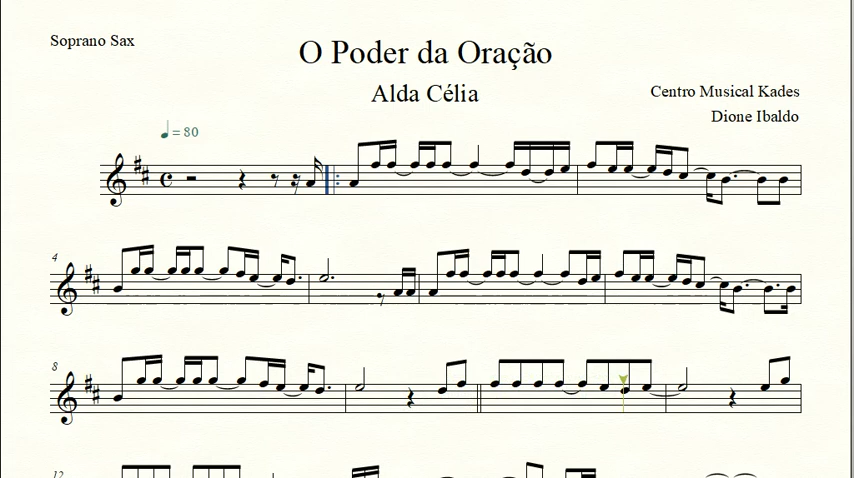 Soprano Sax
O Poder da Oração
Alda Célia
Centro Musical Kades
Dione Ibaldo
= 80
4
8
12